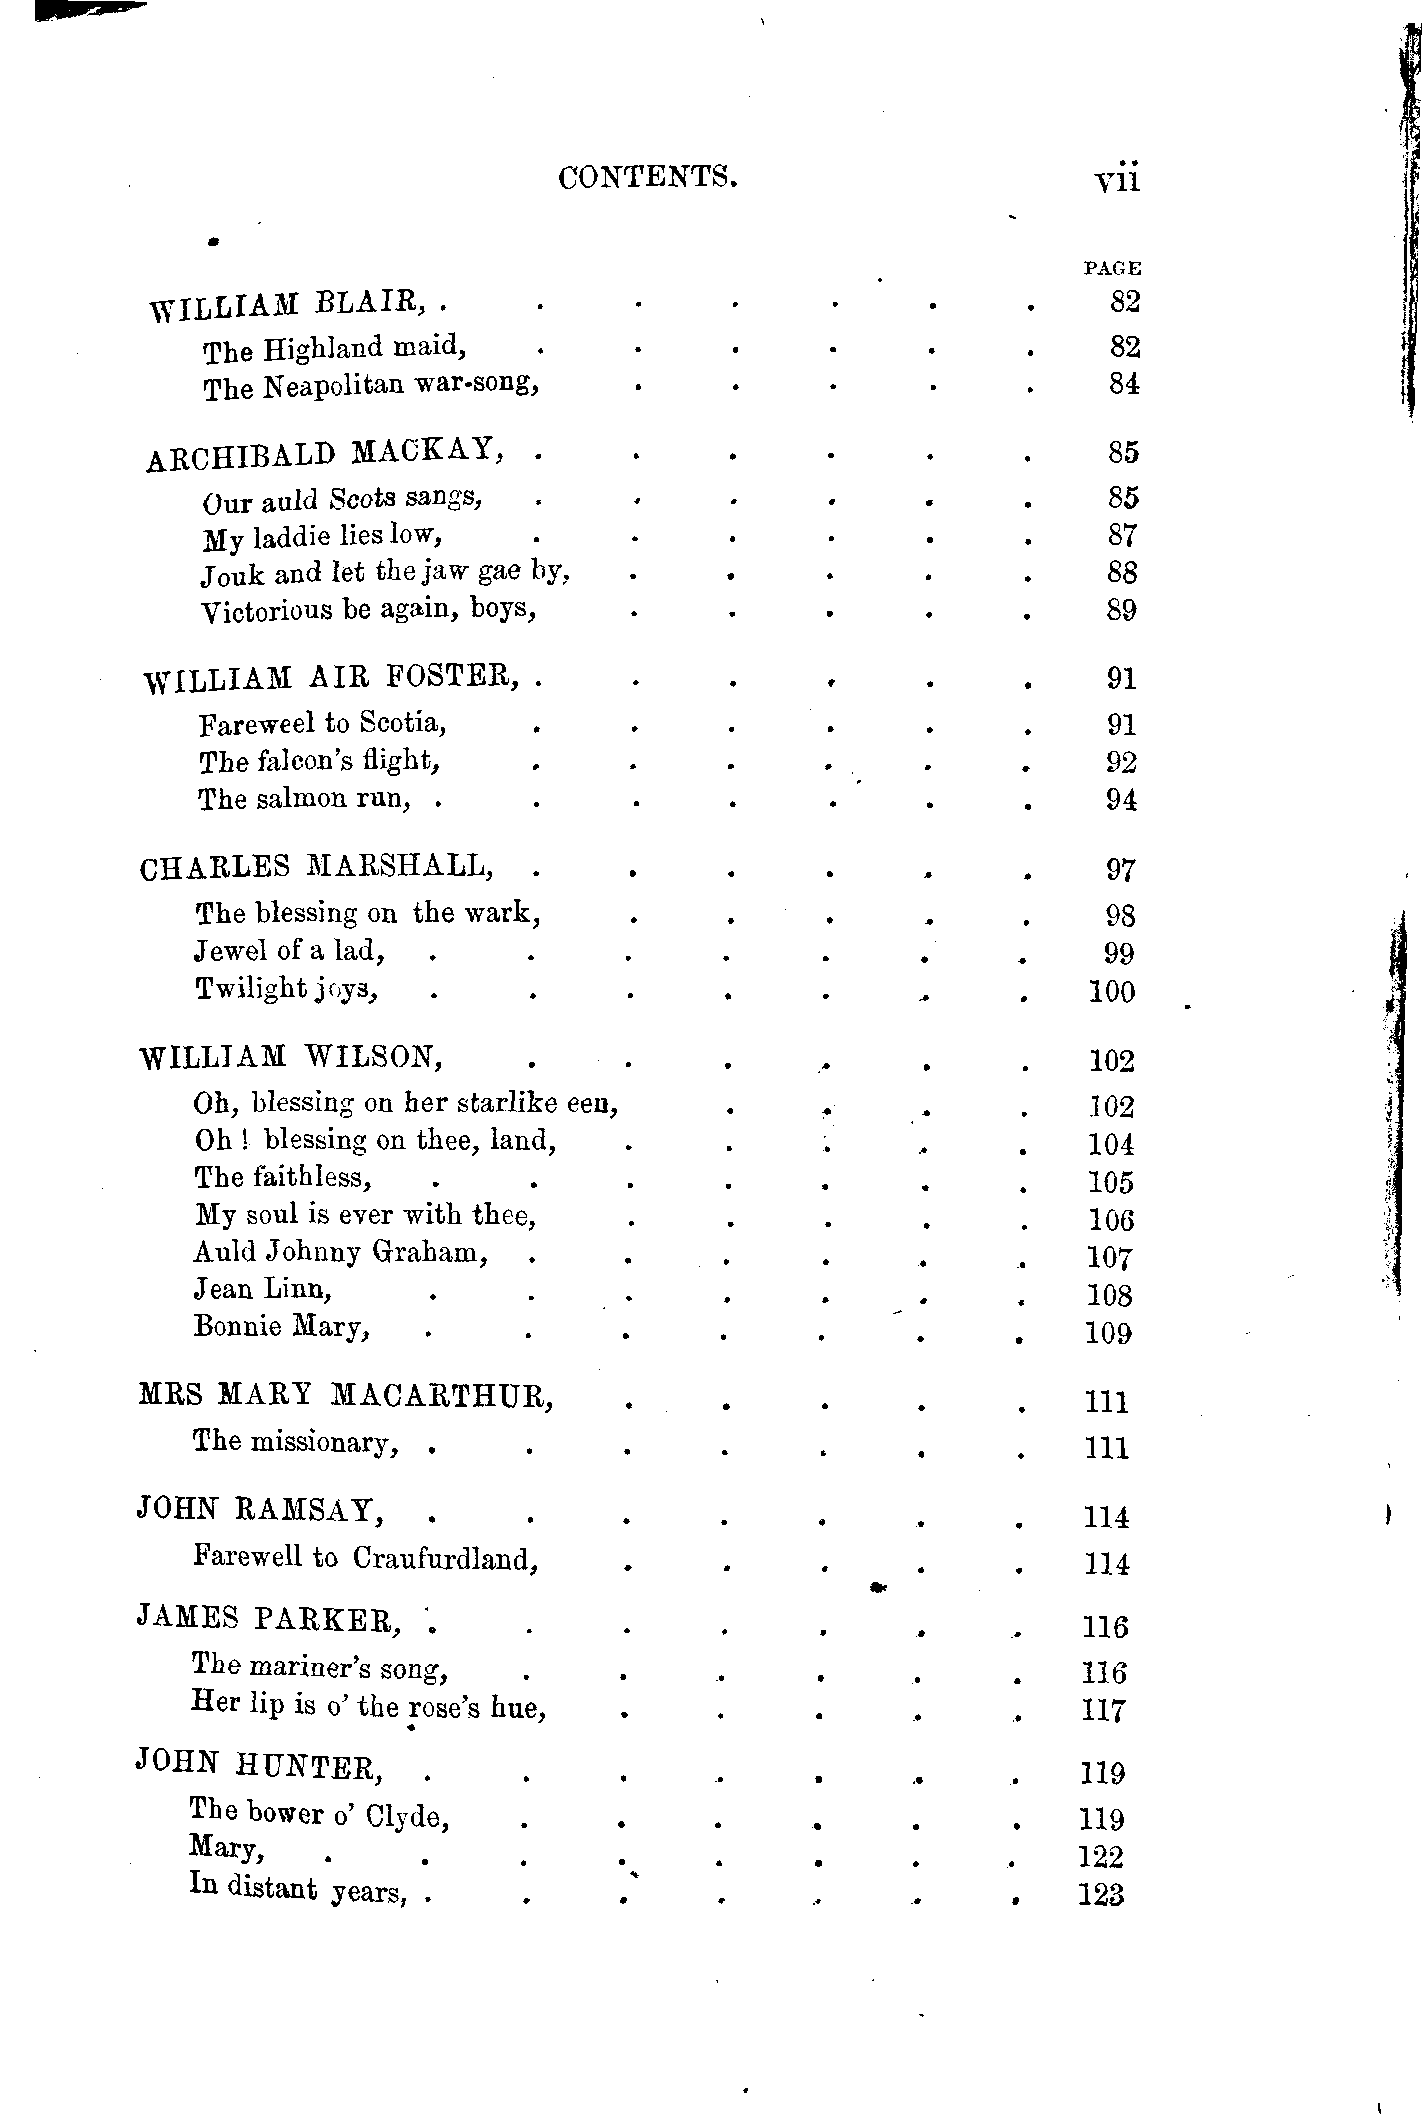 CONTENTS. vii
PAGE
WILLIAM BLAIR, . . . . . . . 82
The Highland maid, . . . . . . 82
The Neapolitan war-song, . . . . . 84
ARCHIBALD MACKAY, . . . . . . 85
Our auld Scots sangs, . . . . . . 85
My laddie lies low, . . . . . . 87
Jouk and let the jaw gae by, . . . . . 88
Victorious be again, boys, . . . . . 89
WILLIAM AIR FOSTER, . . . . . . 91
Fareweel to Scotia, . . . . . . 91
The falcon's flight, . . . . . . 92
The salmon run, . . . . . . . 94
CHARLES MARSHALL, . . . . . . 97
The blessing on the wark, . . . . . 98
Jewel of a lad, . . . . . . . 99
Twilight joys, . . . . . . . 100
WILLIAM WILSON, . . . . . . 102
Oh, blessing on her starlike een, . . . . 102
Oh ! blessing on thee, land, . . . . . 104
The faithless, . . . . . . . 105
My soul is ever with thee, . . . . . 106
Auld Johnny Graham, . . . . . . 107
Jean Linn, . . . . . . . 108
Bonnie Mary, . . . . . . . 109
MRS MARY MACARTHUR, . . . . . 111
The missionary, . . . . . . . 111
JOHN RAMSAY, . . . . . . . 114
Farewell to Craufurdland, . . . . . 114
JAMES PARKER, . . . . . . . 116
The mariner's song, . . . . . . 116
Her lip is o' the rose's hue, . . . . . 117
JOHN HUNTER, . . . . . . . 119
The bower o' Clyde, . . . . . . 119
Mary, . . . . . . . . 122
In distant years, . . . . . . . 123